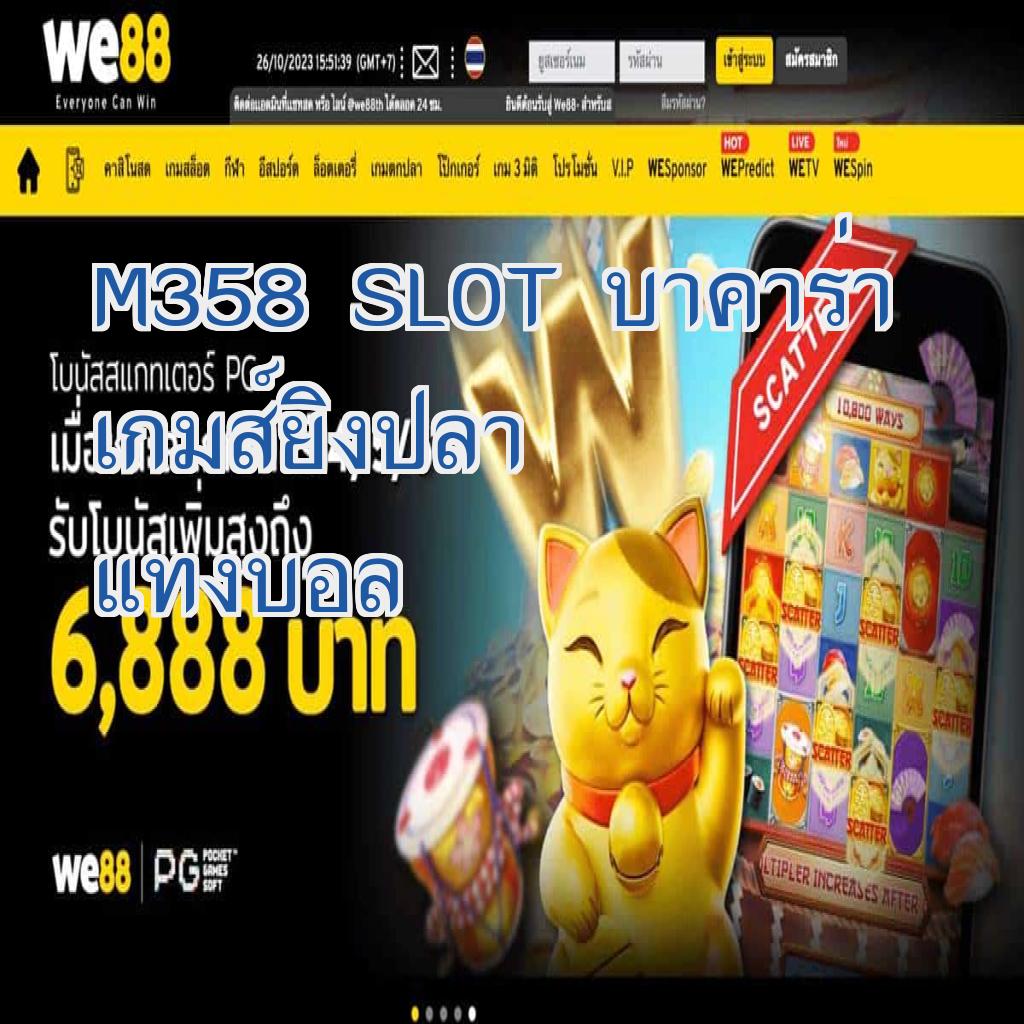 we88
Everyone Can Win
26/10/2023 15:51:39 (GMT+7)
ยูสเซอร์เนม
รหัสผ่าน
เข้าสู่ระบบ
สมัครสมาชิก
ติดต่อแอดมินที่แชทสด หรือ ไลน์ @we88th ได้ตลอด 24 ชม.
ยินดีต้อนรับสู่ We88- สำหรับส
ลืมรหัสผ่าน?
HOT
LIVE
ใหม่
คาสิโนสด เกมสล็อต กีฬา อีสปอร์ต ล็อตเตอรี่ เกมตกปลา โป๊กเกอร์ เกม 3 มิติ โปรโมชั่น V.I.P WESponsor WEPredict WETV WESpin
M358 SLOT บาคาร่า
โบนัสสแกทเตอร์ PG
เกมส์ยิงปลา
รับโบนัสเพิ่มสูงถึง
แทงบอล
6,888 บาท
SCATTER
10,800 WAYS
SCATTER
SCATTER
SCATTER
SCATTER
SCATTER
SCATTER
we88
PG POCKET GAMES SOFT
LTIPLER INCREASES AFTER